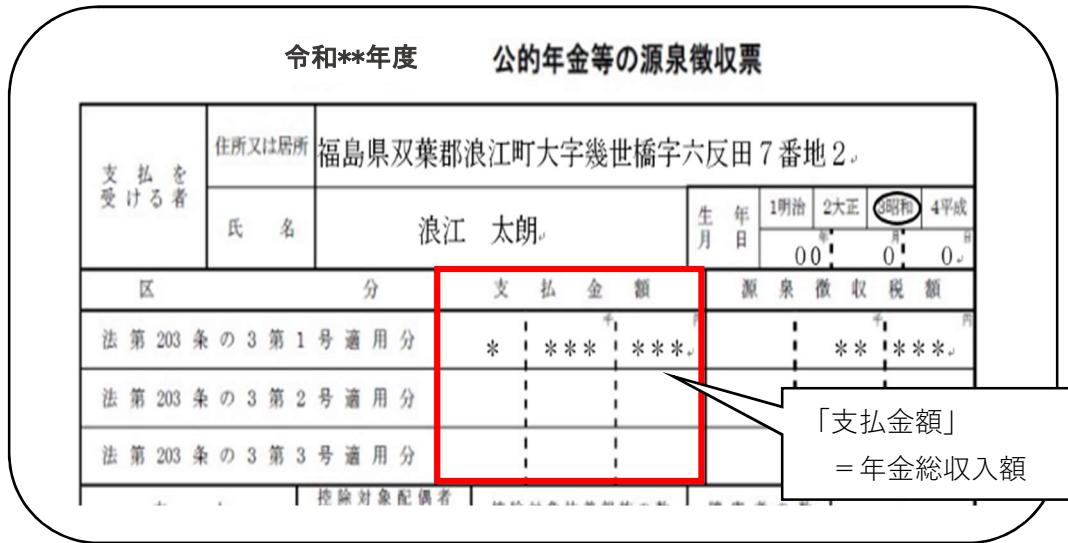 令和**年度 公的年金等の源泉徴収票
支払を受ける者
住所又は居所 福島県双葉郡浪江町大字幾世橋字六反田7番地2
氏名 浪江 太朗
生年月日 1明治 2大正 3昭和 4平成
年 月 日
00 0 0
区分 支払金額 源泉徴収税額
千 円 千 円
法第203条の3第1号適用分 * *** *** ** ***
法第203条の3第2号適用分
法第203条の3第3号適用分
「支払金額」
＝年金総収入額
控除対象配偶者